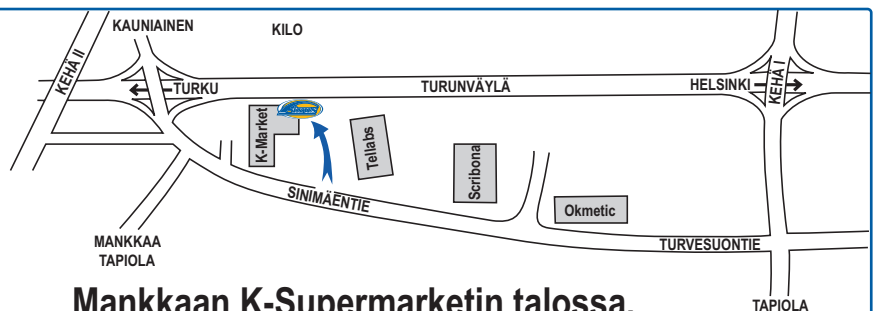 KAUNIAINEN
KILO
KEHÄ II
TURKU
TURUNVÄYLÄ
HELSINKI
KEHÄ I
K-Market
Tellabs
Scribona
Okmetic
SINIMÄENTIE
MANKKAA
TAPIOLA
TURVESUONTIE
Mankkaan K-Supermarketin talossa.
TAPIOLA